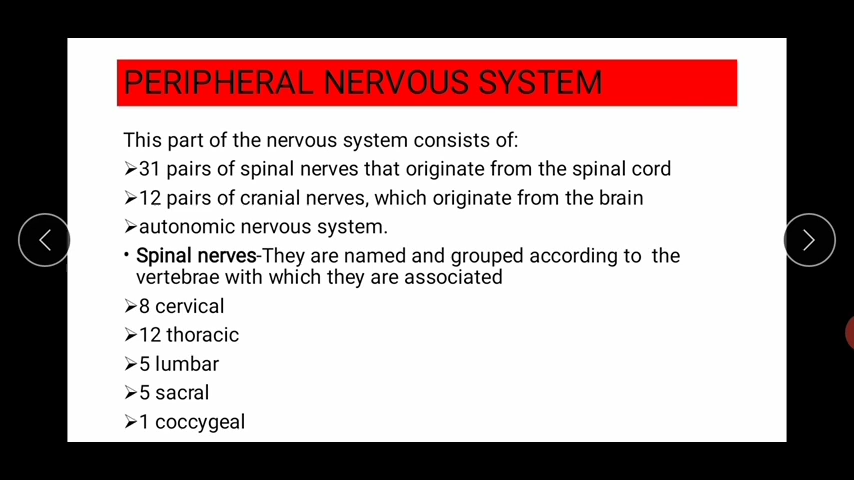 PERIPHERAL NERVOUS SYSTEM
This part of the nervous system consists of:
➢31 pairs of spinal nerves that originate from the spinal cord
➢12 pairs of cranial nerves, which originate from the brain
➢autonomic nervous system.
• Spinal nerves-They are named and grouped according to the
vertebrae with which they are associated
➢8 cervical
➢12 thoracic
➢5 lumbar
➢5 sacral
➢1 coccygeal